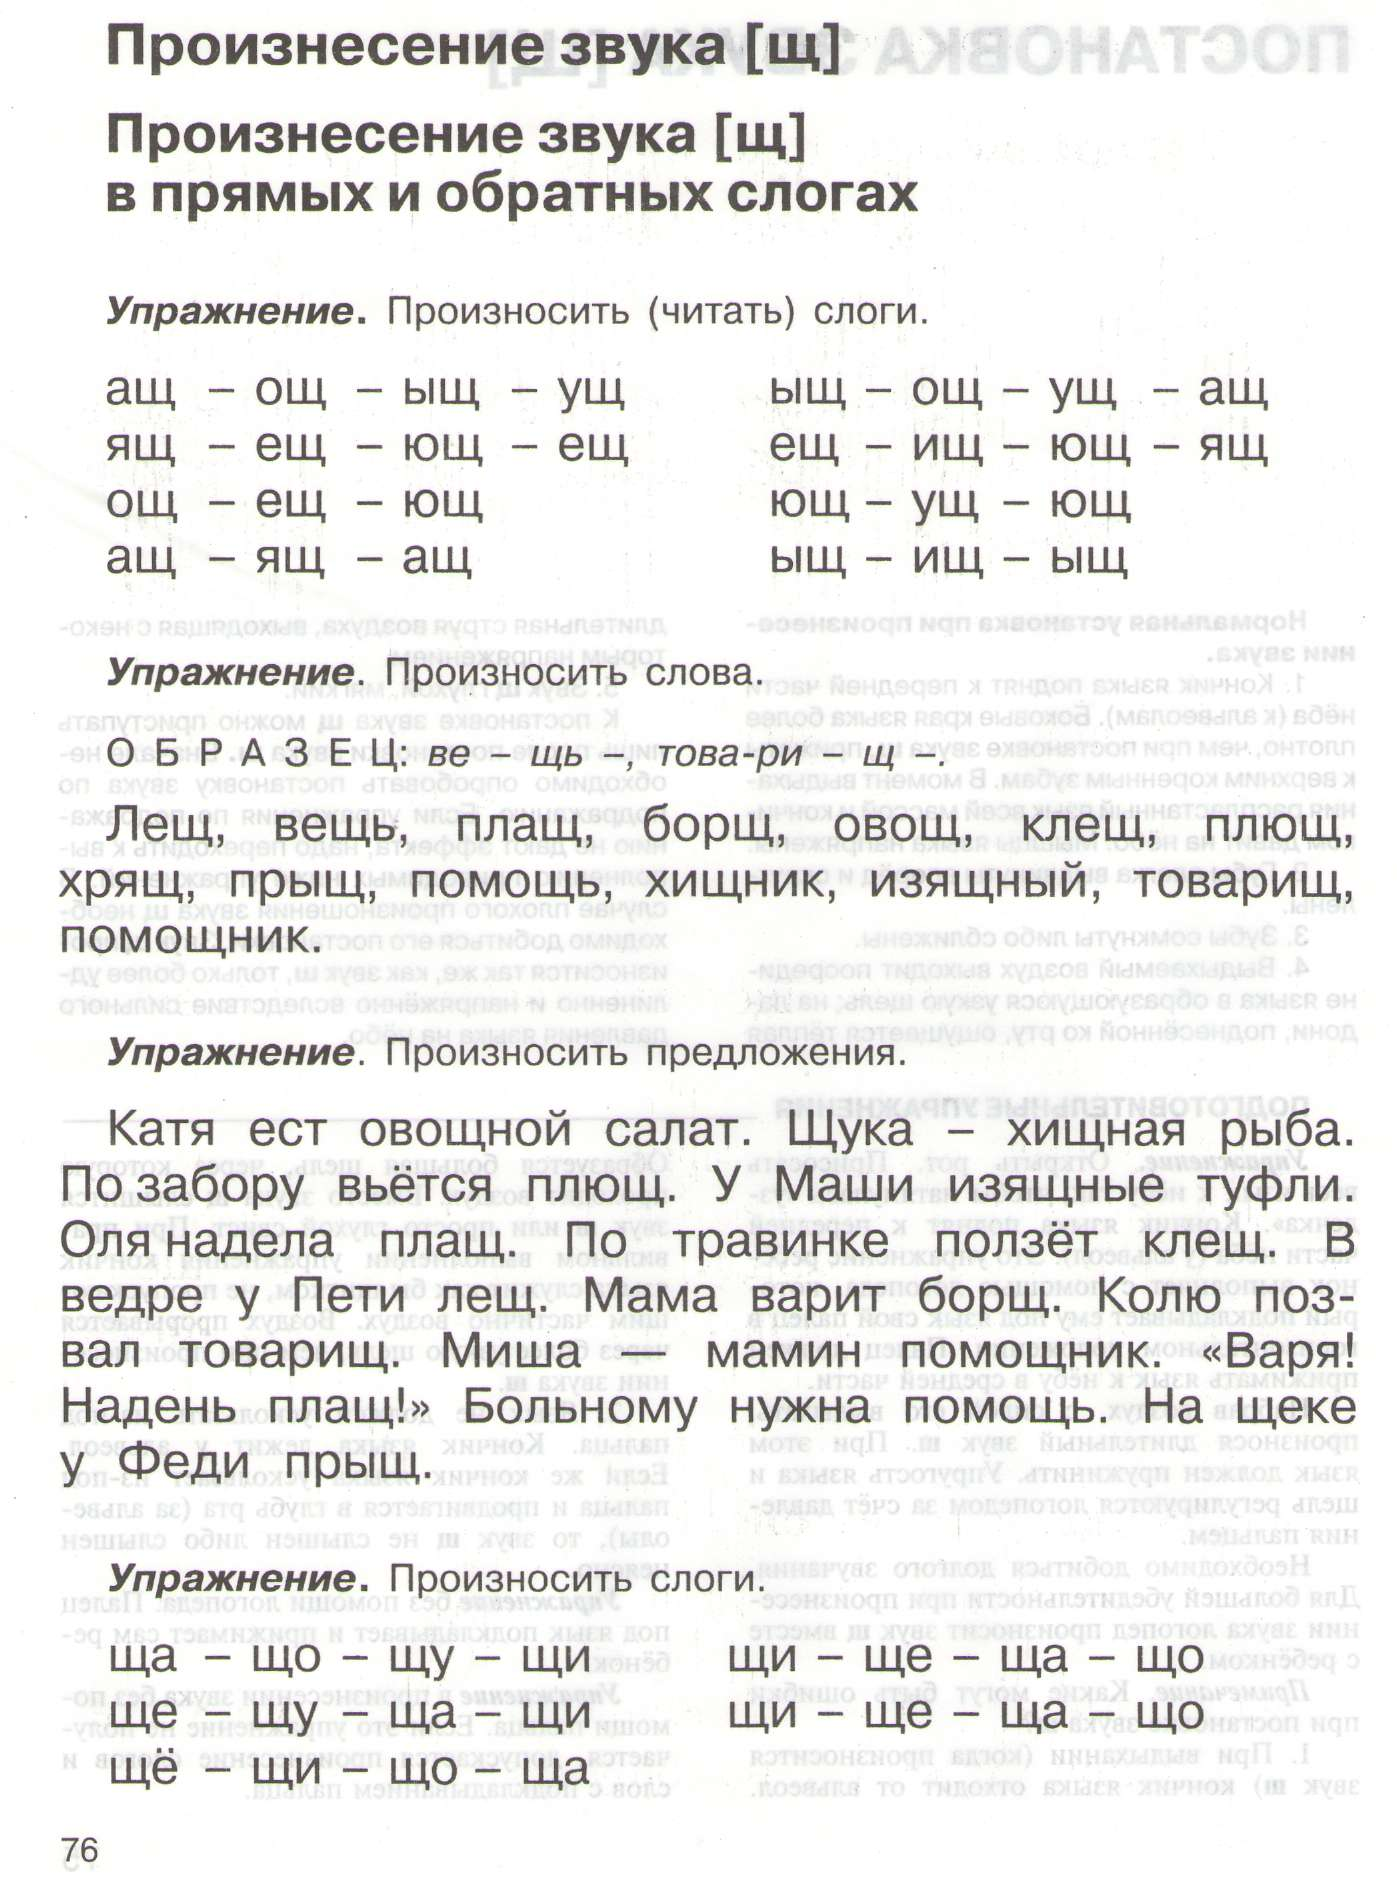 Произнесение звука [щ]
Произнесение звука [щ]
в прямых и обратных слогах
Упражнение. Произносить (читать) слоги.
ащ – ощ – ыщ – ущ ыщ – ощ – ущ – ащ
ящ – ещ – ющ – ещ ещ – ищ – ющ – ящ
ощ – ещ – ющ ющ – ущ – ющ
ащ – ящ – ащ ыщ – ищ – ыщ
Упражнение. Произносить слова.
О Б Р А З Е Ц: ве – щь –, това-ри – щ –.
Лещ, вещь, плащ, борщ, овощ, клещ, плющ,
хрящ, прыщ, помощь, хищник, изящный, товарищ,
помощник.
Упражнение. Произносить предложения.
Катя ест овощной салат. Щука – хищная рыба.
По забору вьётся плющ. У Маши изящные туфли.
Оля надела плащ. По травинке ползёт клещ. В
ведре у Пети лещ. Мама варит борщ. Колю поз-
вал товарищ. Миша — мамин помощник. «Варя!
Надень плащ!» Больному нужна помощь. На щеке
у Феди прыщ.
Упражнение. Произносить слоги.
ща – що – щу – щи щи – ще – ща – що
ще – щу – ща – щи щи – ще – ща – що
щё – щи – що – ща
76